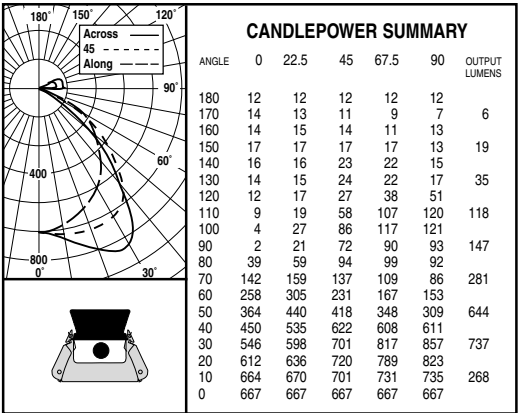 180° 150° 120°
Across
45
Along
90°
60°
400
800
0° 30°
CANDLEPOWER SUMMARY
ANGLE 0 22.5 45 67.5 90 OUTPUT
LUMENS
180 12 12 12 12 12
170 14 13 11 9 7 6
160 14 15 14 11 13
150 17 17 17 17 13 19
140 16 16 23 22 15
130 14 15 24 22 17 35
120 12 17 27 38 51
110 9 19 58 107 120 118
100 4 27 86 117 121
90 2 21 72 90 93 147
80 39 59 94 99 92
70 142 159 137 109 86 281
60 258 305 231 167 153
50 364 440 418 348 309 644
40 450 535 622 608 611
30 546 598 701 817 857 737
20 612 636 720 789 823
10 664 670 701 731 735 268
0 667 667 667 667 667